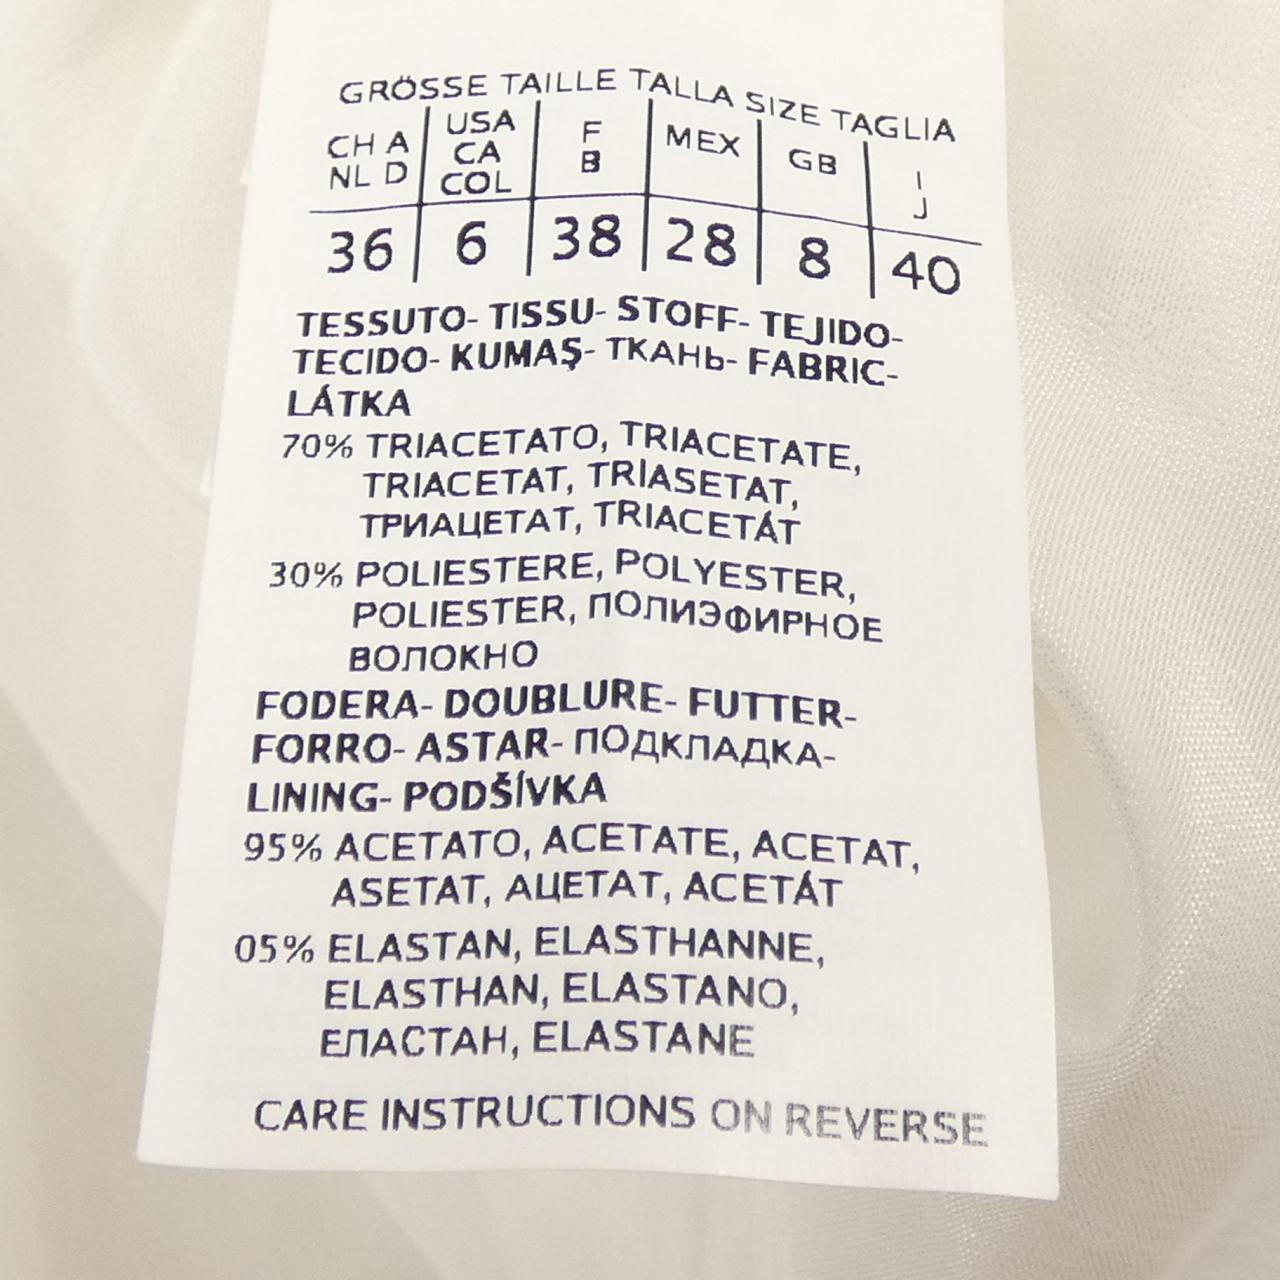 GRÖSSE TAILLE TALLA SIZE TAGLIA
CH A NL D USA CA COL F B MEX GB I J
36 6 38 28 8 40
TESSUTO- TISSU- STOFF- TEJIDO-
TECIDO- KUMAŞ- ТКАНЬ- FABRIC-
LÁTKA
70% TRIACETATO, TRIACETATE,
TRIACETAT, TRIASETAT,
ТРИАЦЕТАТ, TRIACETÁT
30% POLIESTERE, POLYESTER,
POLIESTER, ПОЛИЭФИРНОЕ
ВОЛОКНО
FODERA- DOUBLURE- FUTTER-
FORRO- ASTAR- ПОДКЛАДКА-
LINING- PODŠÍVKA
95% ACETATO, ACETATE, ACETAT,
ASETAT, АЦЕТАТ, ACETÁT
05% ELASTAN, ELASTHANNE,
ELASTHAN, ELASTANO,
ЕЛАСТАН, ELASTANE
CARE INSTRUCTIONS ON REVERSE